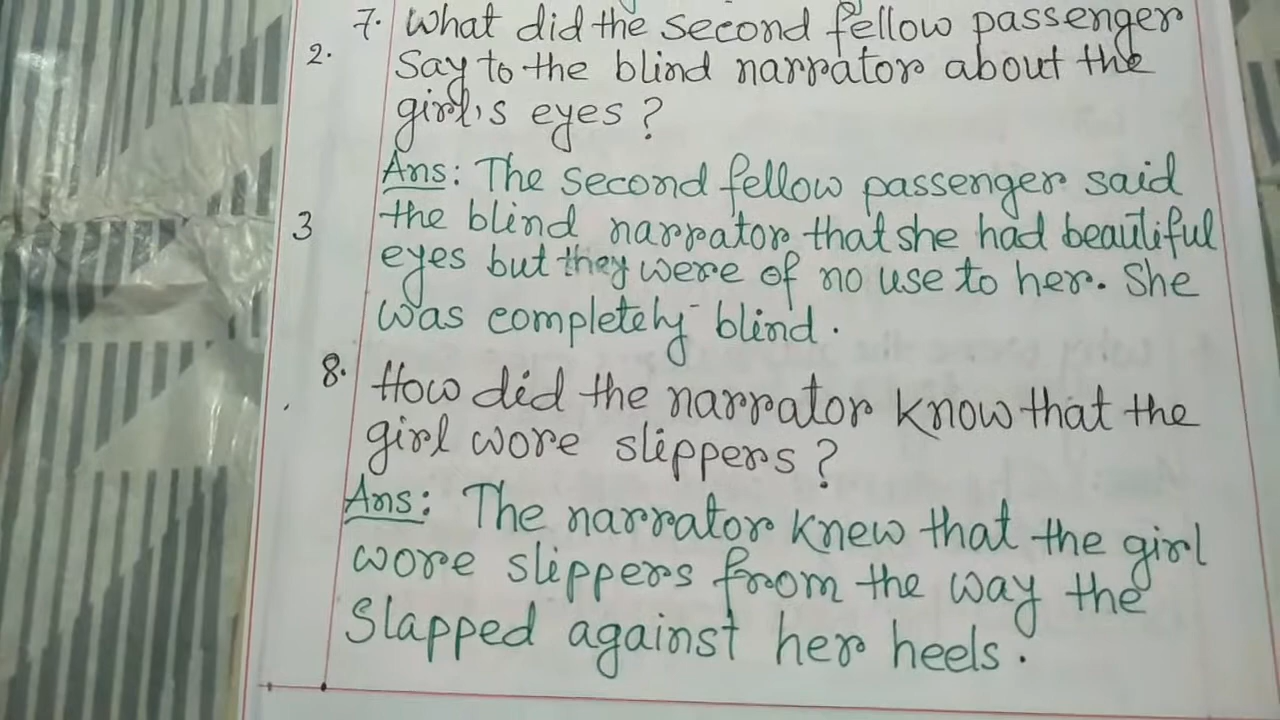 7. What did the second fellow passenger
2.
Say to the blind narrator about the
girl's eyes?
Ans: The second fellow passenger said
3
the blind narrator that she had beautiful
eyes but they were of no use to her. She
was completely blind.
8. How did the narrator know that the
girl wore slippers?
Ans: The narrator knew that the girl
wore slippers from the way the
Slapped against her heels.